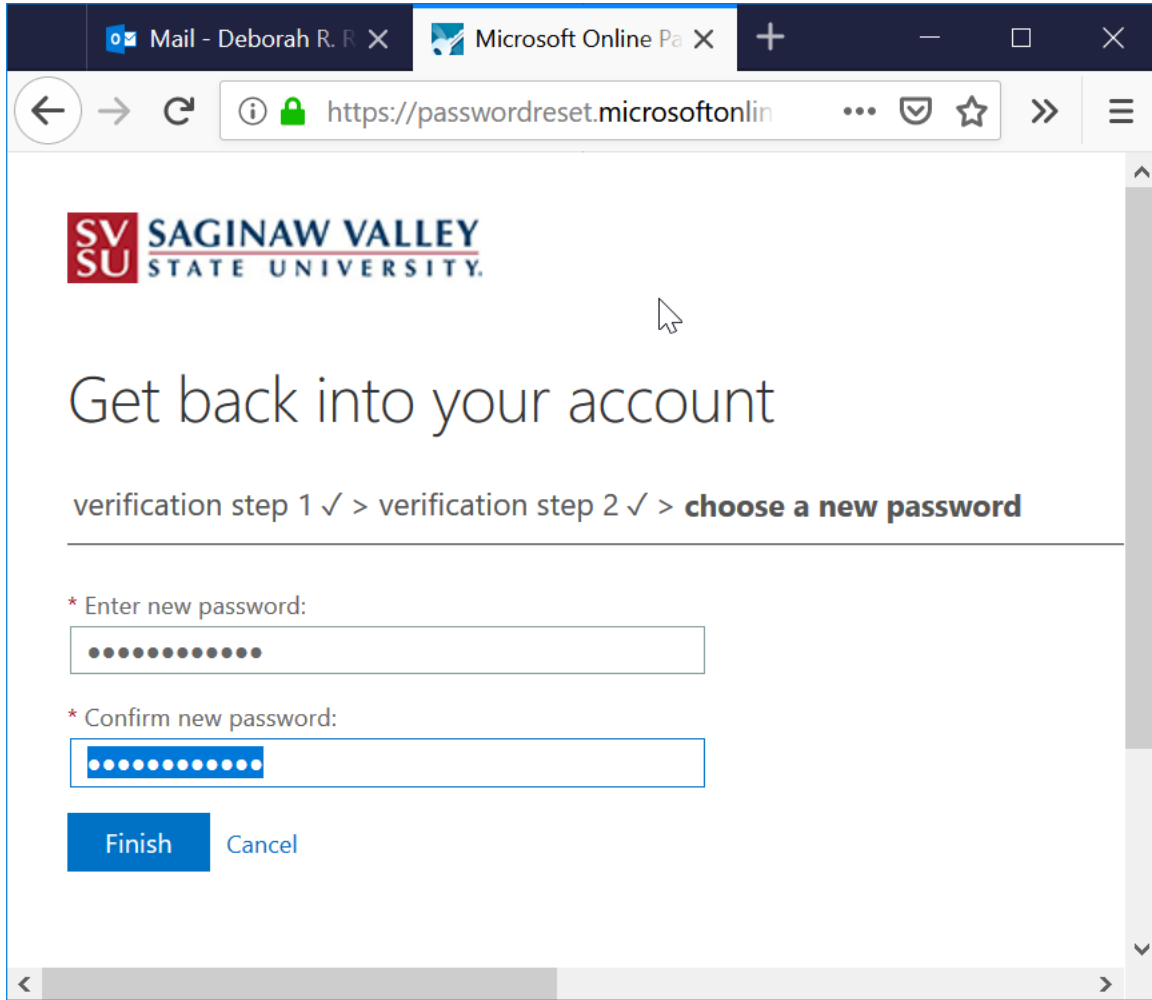 Mail - Deborah R. R
Microsoft Online Pa
https://passwordreset.microsoftonlin
SV SU
SAGINAW VALLEY
STATE UNIVERSITY.
Get back into your account
verification step 1 ✓ > verification step 2 ✓ > choose a new password
* Enter new password:
●●●●●●●●●●●●
* Confirm new password:
●●●●●●●●●●●●
Finish Cancel